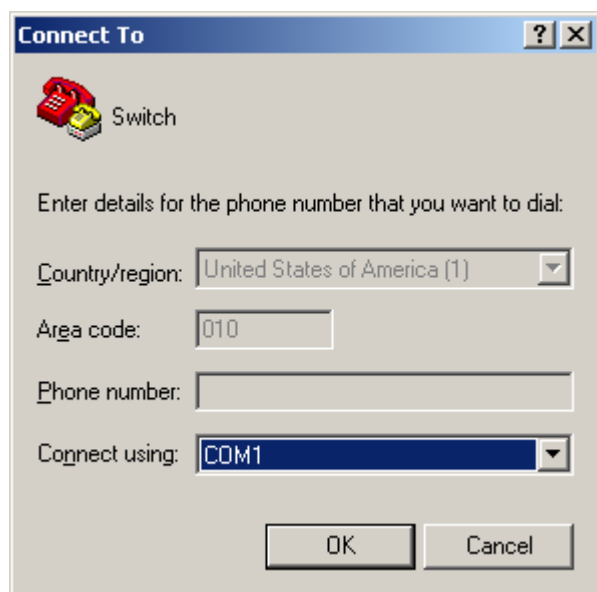 Connect To
Switch
Enter details for the phone number that you want to dial:
Country/region: United States of America (1)
Area code: 010
Phone number:
Connect using: COM1
OK Cancel